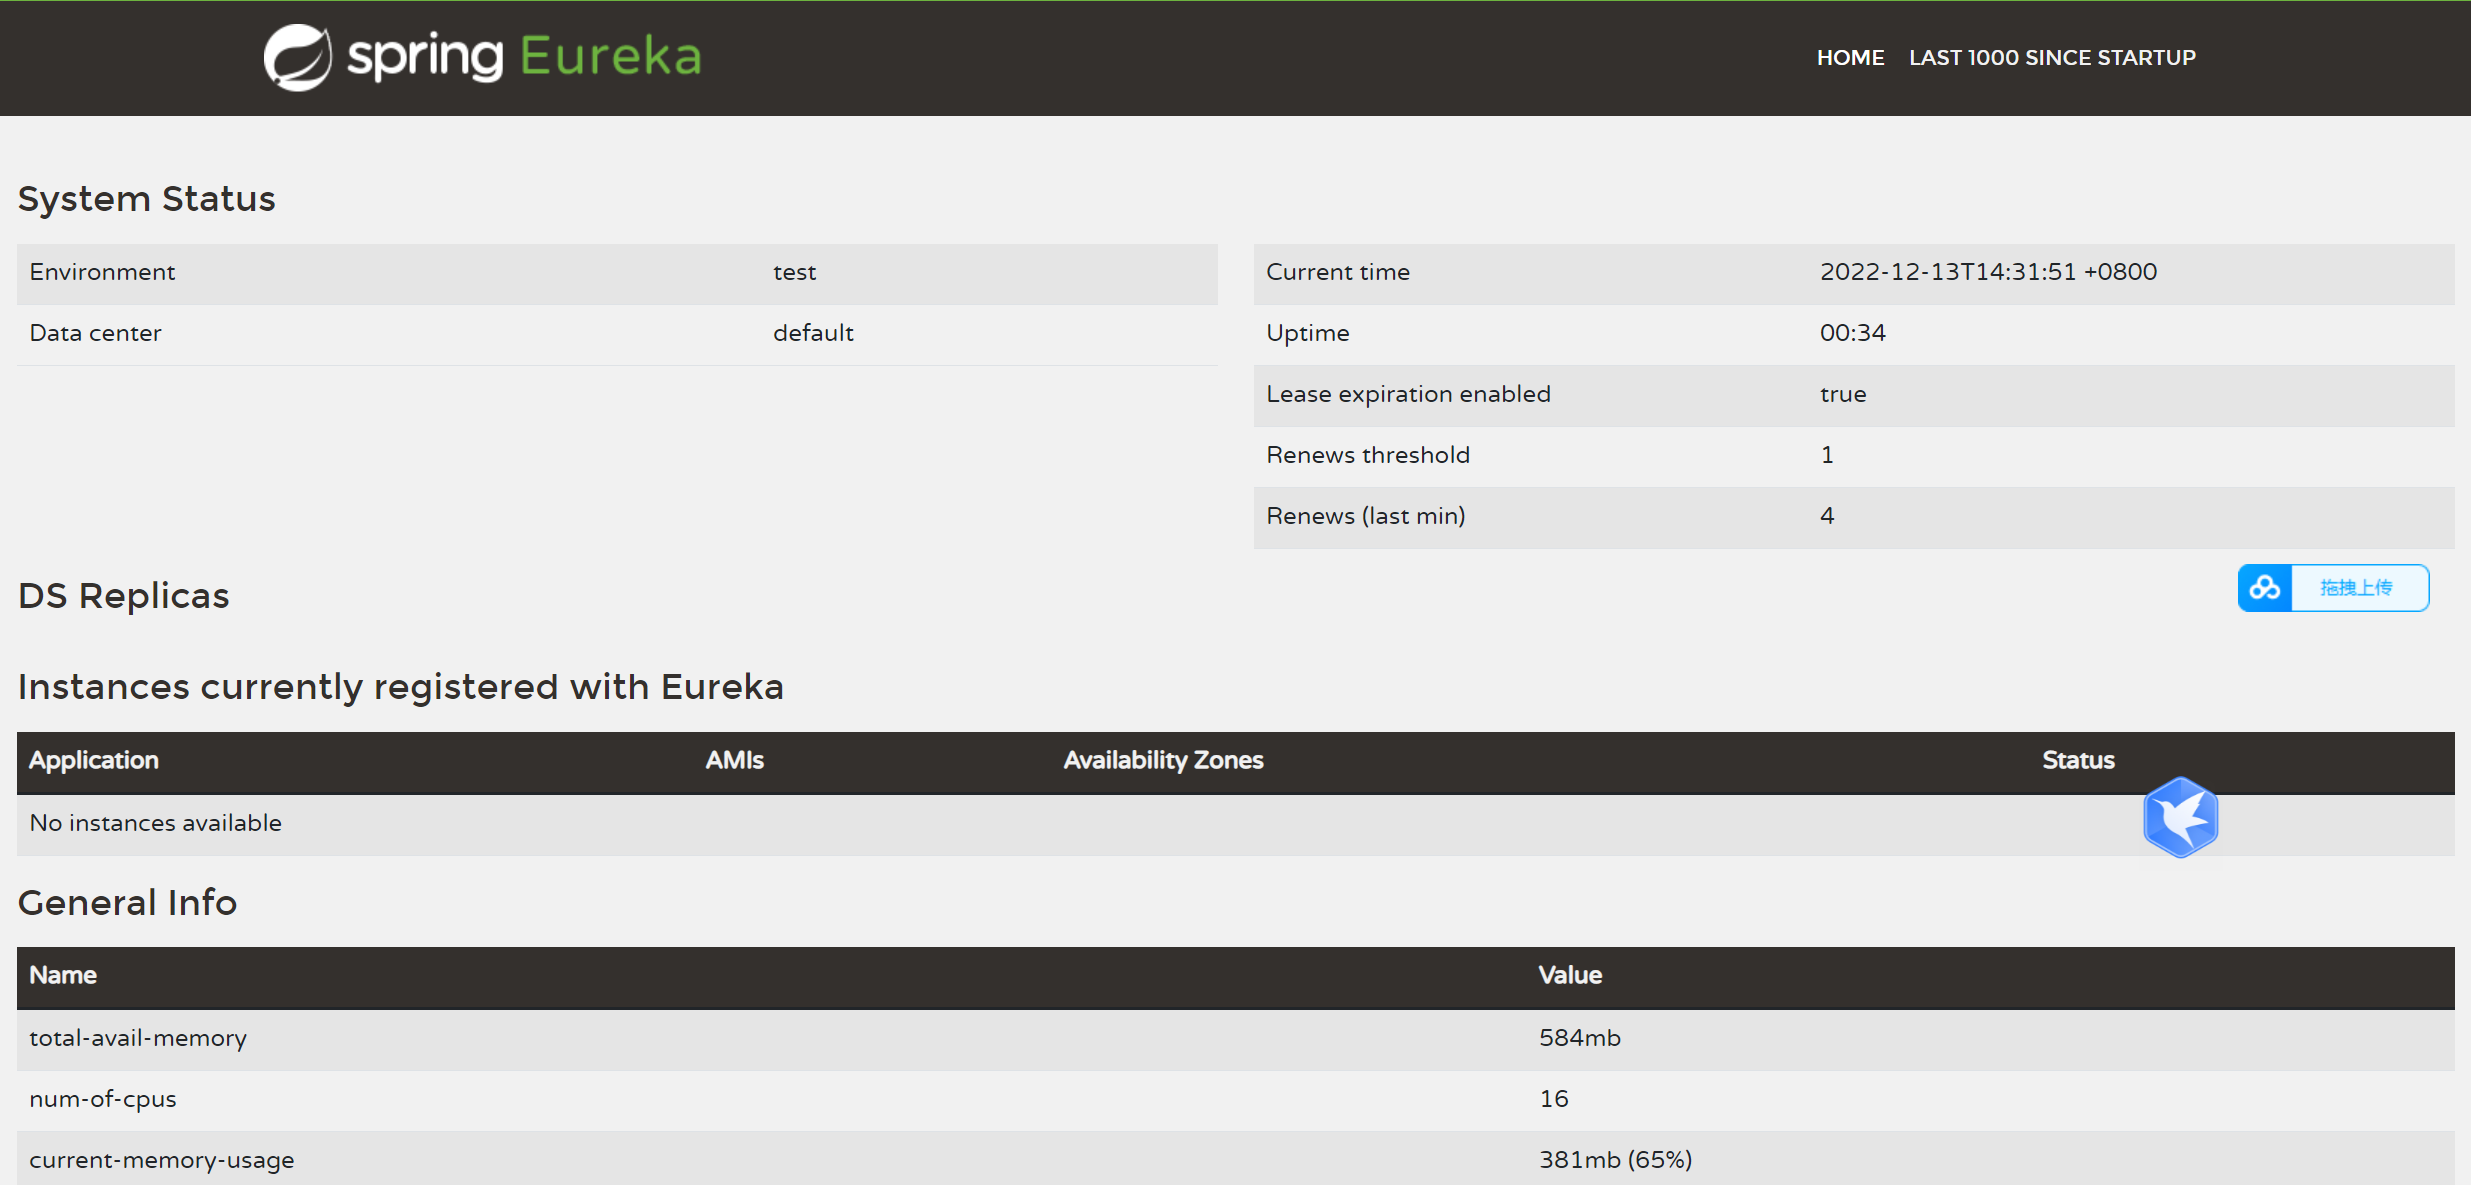 spring Eureka
HOME LAST 1000 SINCE STARTUP
System Status
Environment test
Data center default
Current time 2022-12-13T14:31:51 +0800
Uptime 00:34
Lease expiration enabled true
Renews threshold 1
Renews (last min) 4
DS Replicas
拖拽上传
Instances currently registered with Eureka
Application AMIs Availability Zones Status
No instances available
General Info
Name Value
total-avail-memory 584mb
num-of-cpus 16
current-memory-usage 381mb (65%)